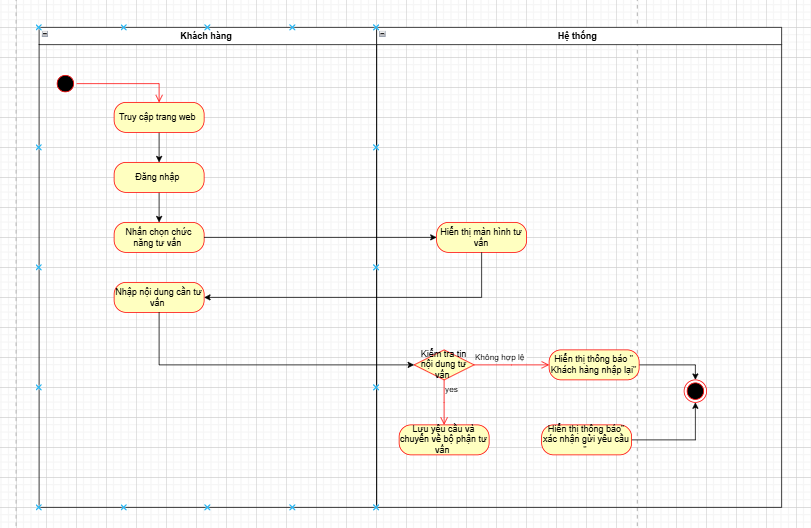 Khách hàng
Hệ thống
Truy cập trang web
Đăng nhập
Nhấn chọn chức
năng tư vấn
Hiển thị màn hình tư
vấn
Nhập nội dung cần tư
vấn
Kiểm tra tin
nội dung tư
vấn
Không hợp lệ
Hiển thị thông báo "
Khách hàng nhập lại"
yes
Lưu yêu cầu và
chuyển về bộ phận tư
vấn
Hiển thị thông báo"
xác nhận gửi yêu cầu
"